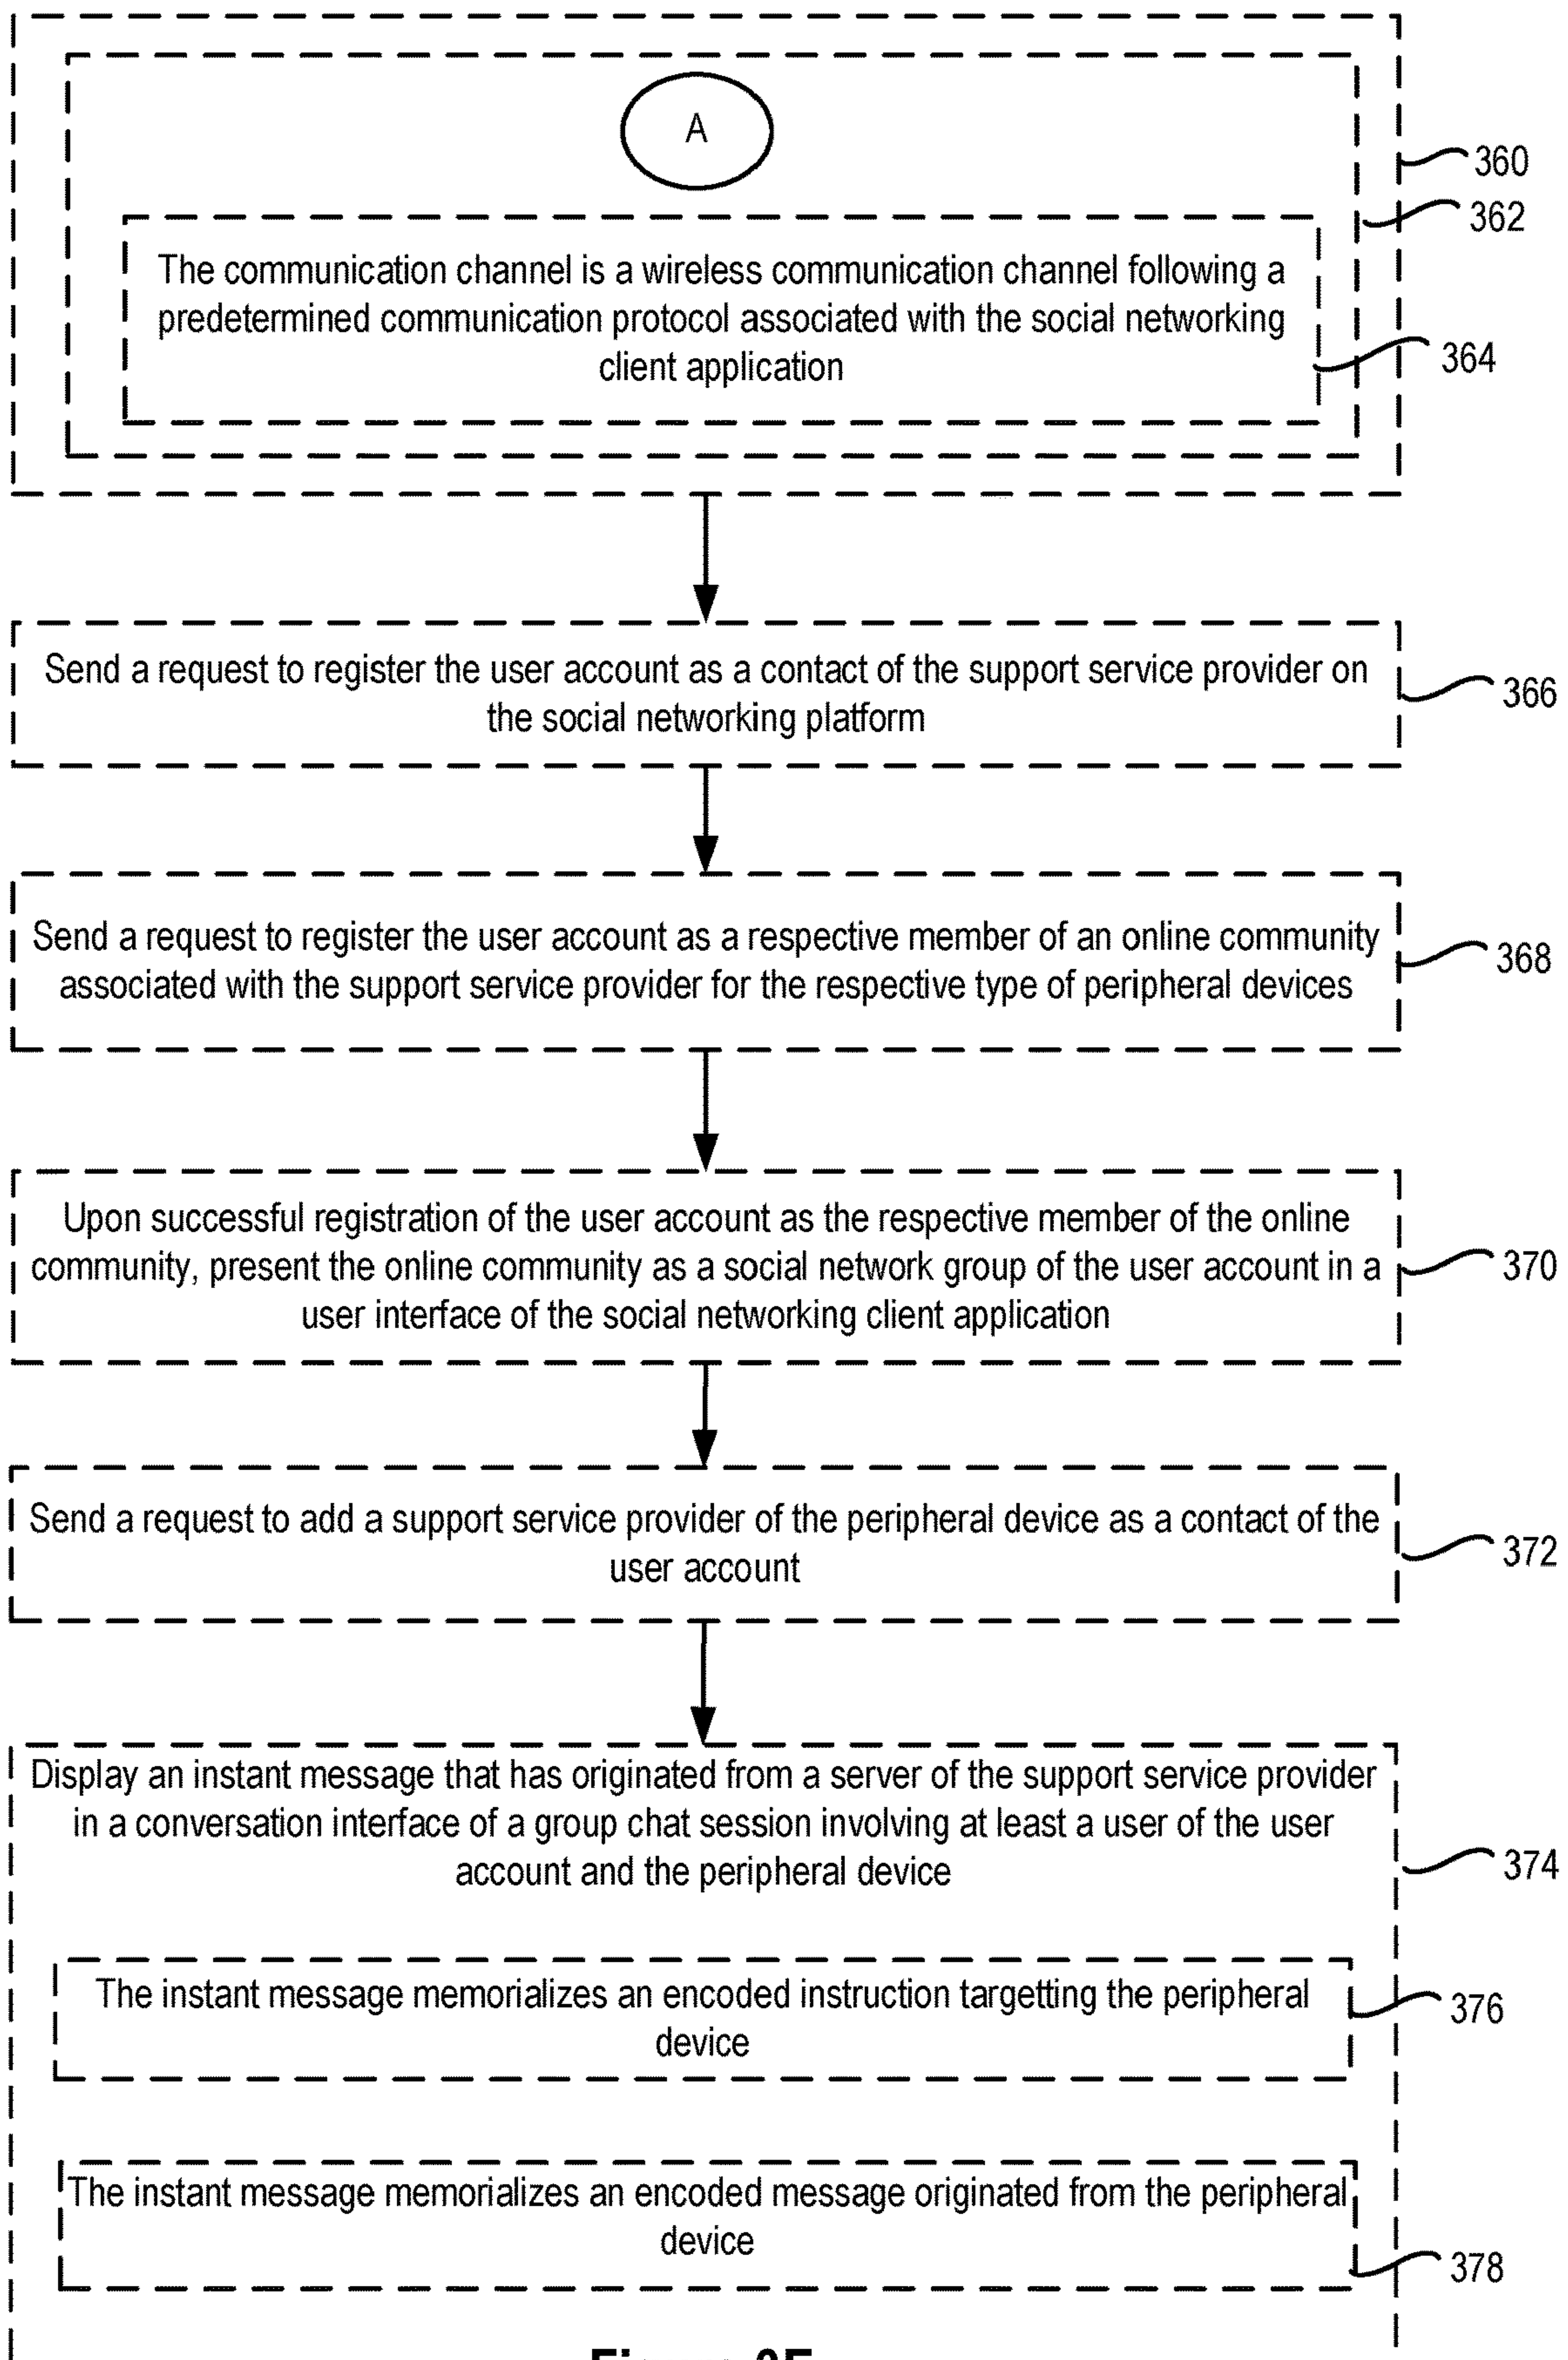 A
360
362
The communication channel is a wireless communication channel following a
predetermined communication protocol associated with the social networking
client application
364
Send a request to register the user account as a contact of the support service provider on
the social networking platform
366
Send a request to register the user account as a respective member of an online community
associated with the support service provider for the respective type of peripheral devices
368
Upon successful registration of the user account as the respective member of the online
community, present the online community as a social network group of the user account in a
user interface of the social networking client application
370
Send a request to add a support service provider of the peripheral device as a contact of the
user account
372
Display an instant message that has originated from a server of the support service provider
in a conversation interface of a group chat session involving at least a user of the user
account and the peripheral device
374
The instant message memorializes an encoded instruction targetting the peripheral
device
376
The instant message memorializes an encoded message originated from the peripheral
device
378